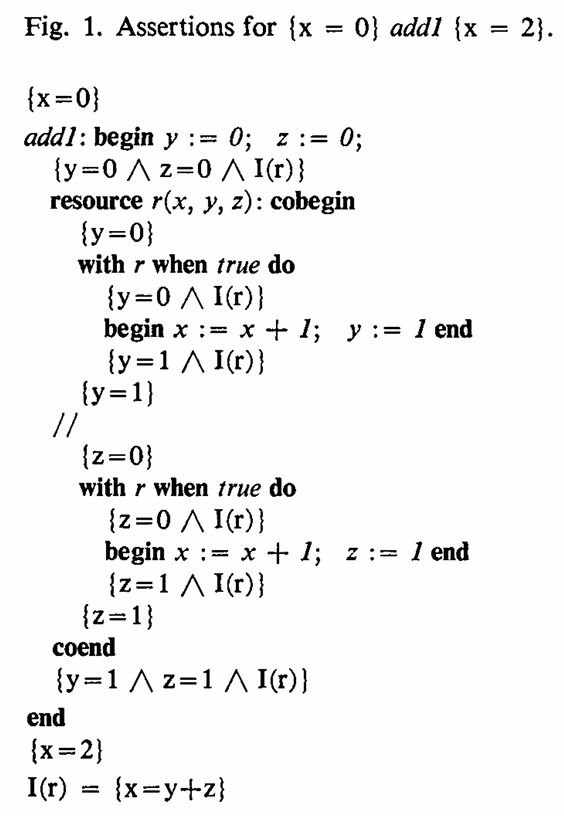 Fig. 1. Assertions for {x = 0} add1 {x = 2}.
{x=0}
add1: begin y := 0; z := 0;
{y=0 ∧ z=0 ∧ I(r)}
resource r(x, y, z): cobegin
{y=0}
with r when true do
{y=0 ∧ I(r)}
begin x := x + 1; y := 1 end
{y=1 ∧ I(r)}
{y=1}
//
{z=0}
with r when true do
{z=0 ∧ I(r)}
begin x := x + 1; z := 1 end
{z=1 ∧ I(r)}
{z=1}
coend
{y=1 ∧ z=1 ∧ I(r)}
end
{x=2}
I(r) = {x=y+z}